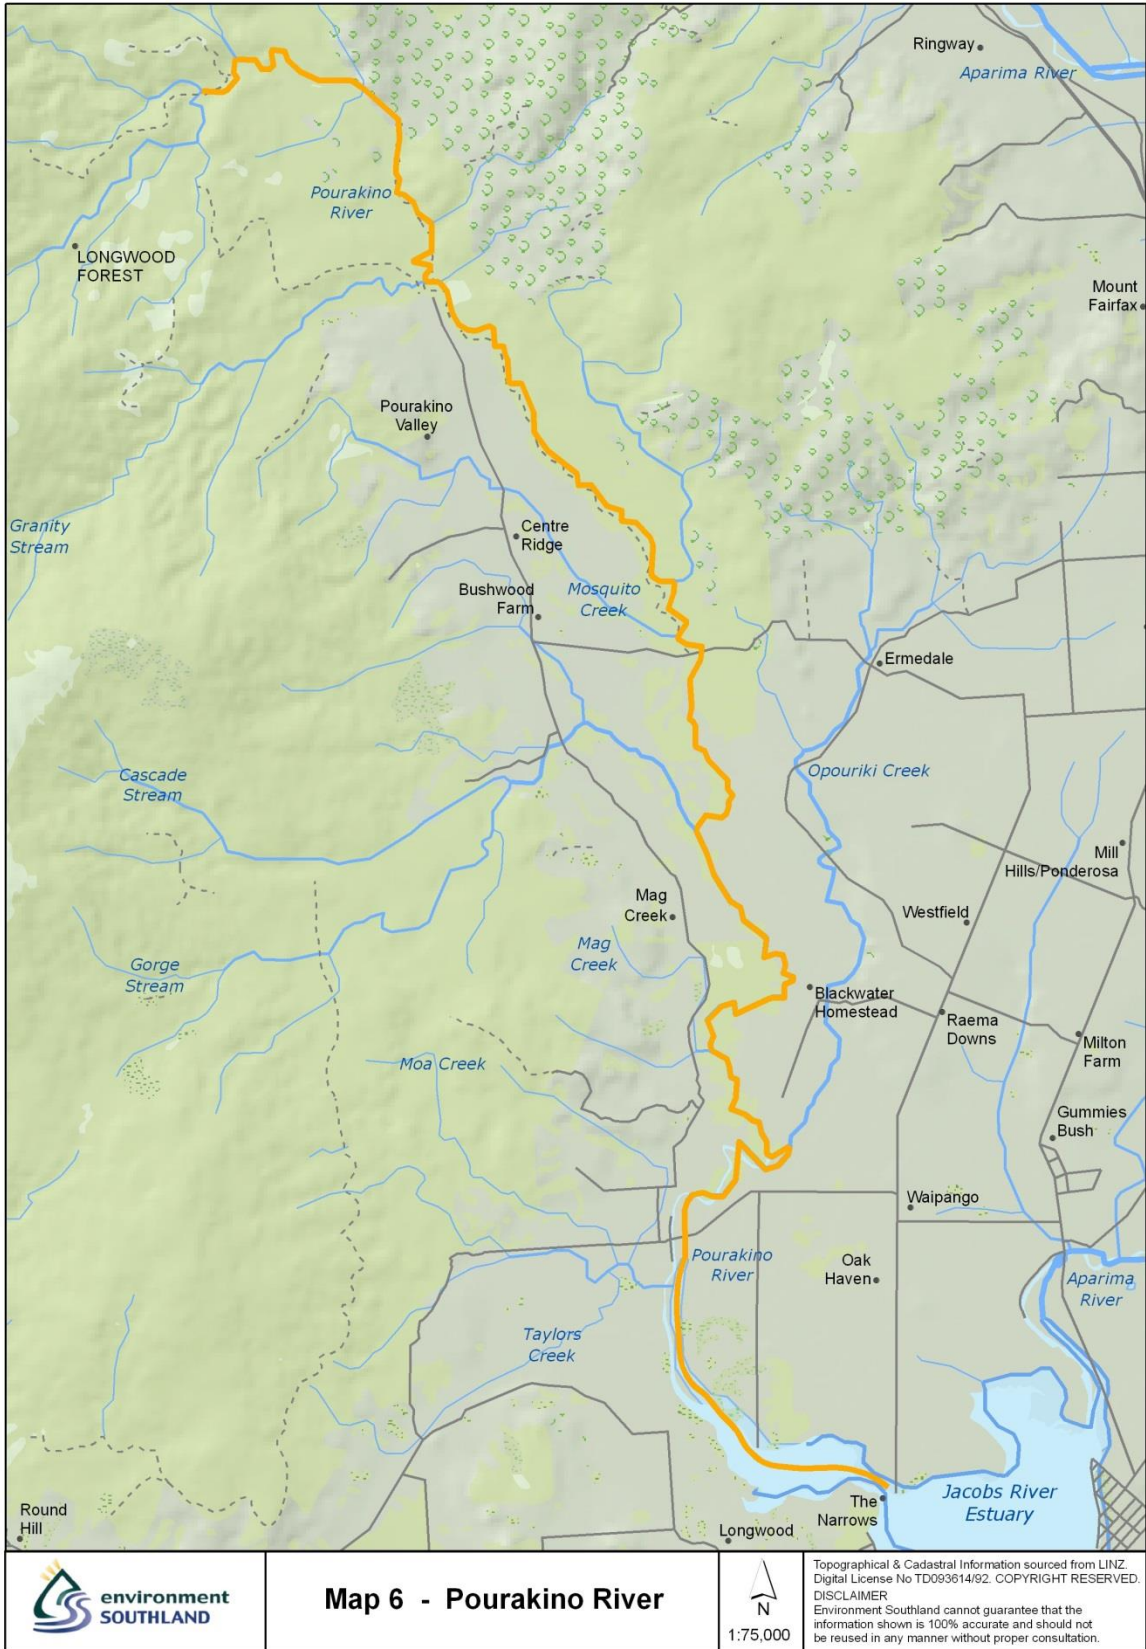 Ringway
Aparima River
Pourakino
River
LONGWOOD
FOREST
Mount
Fairfax
Pourakino
Valley
Granity
Stream
Centre
Ridge
Bushwood
Farm
Mosquito
Creek
Ermedale
Cascade
Stream
Opouriki Creek
Mill
Hills/Ponderosa
Mag
Creek
Westfield
Mag
Creek
Gorge
Stream
Blackwater
Homestead
Raema
Downs
Milton
Farm
Moa Creek
Gummies
Bush
Waipango
Pourakino
River
Oak
Haven
Aparima
River
Taylors
Creek
Jacobs River
Estuary
The
Narrows
Round
Hill
Longwood
environment
SOUTHLAND
Map 6 - Pourakino River
N
1:75,000
Topographical & Cadastral Information sourced from LINZ.
Digital License No TD093614/92. COPYRIGHT RESERVED.
DISCLAIMER
Environment Southland cannot guarantee that the
information shown is 100% accurate and should not
be reused in any manner without proper consultation.